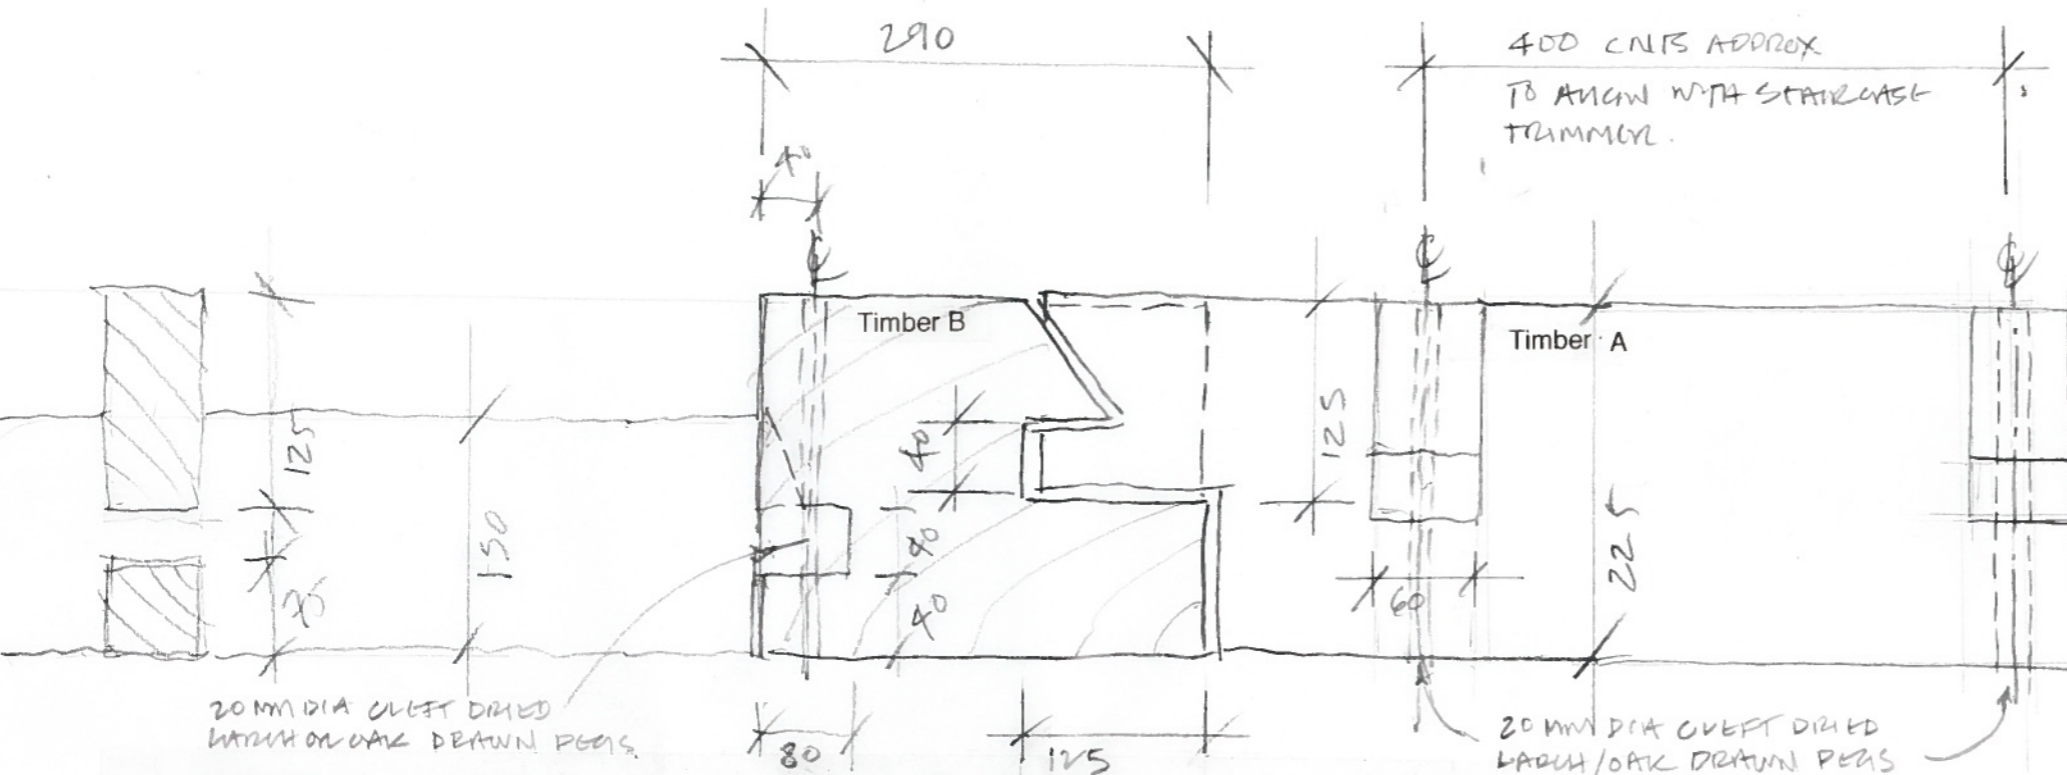 290
400 CNTS APPROX
TO ALIGN WITH STAIRCASE
TRIMMER.
40
℄
℄
℄
Timber B
Timber A
125
40
125
150
40
225
75
40
60
20 MM DIA CLEFT DRIED
LARCH OR OAK DRAWN PEGS
80
125
20 MM DIA CLEFT DRIED
LARCH/OAK DRAWN PEGS